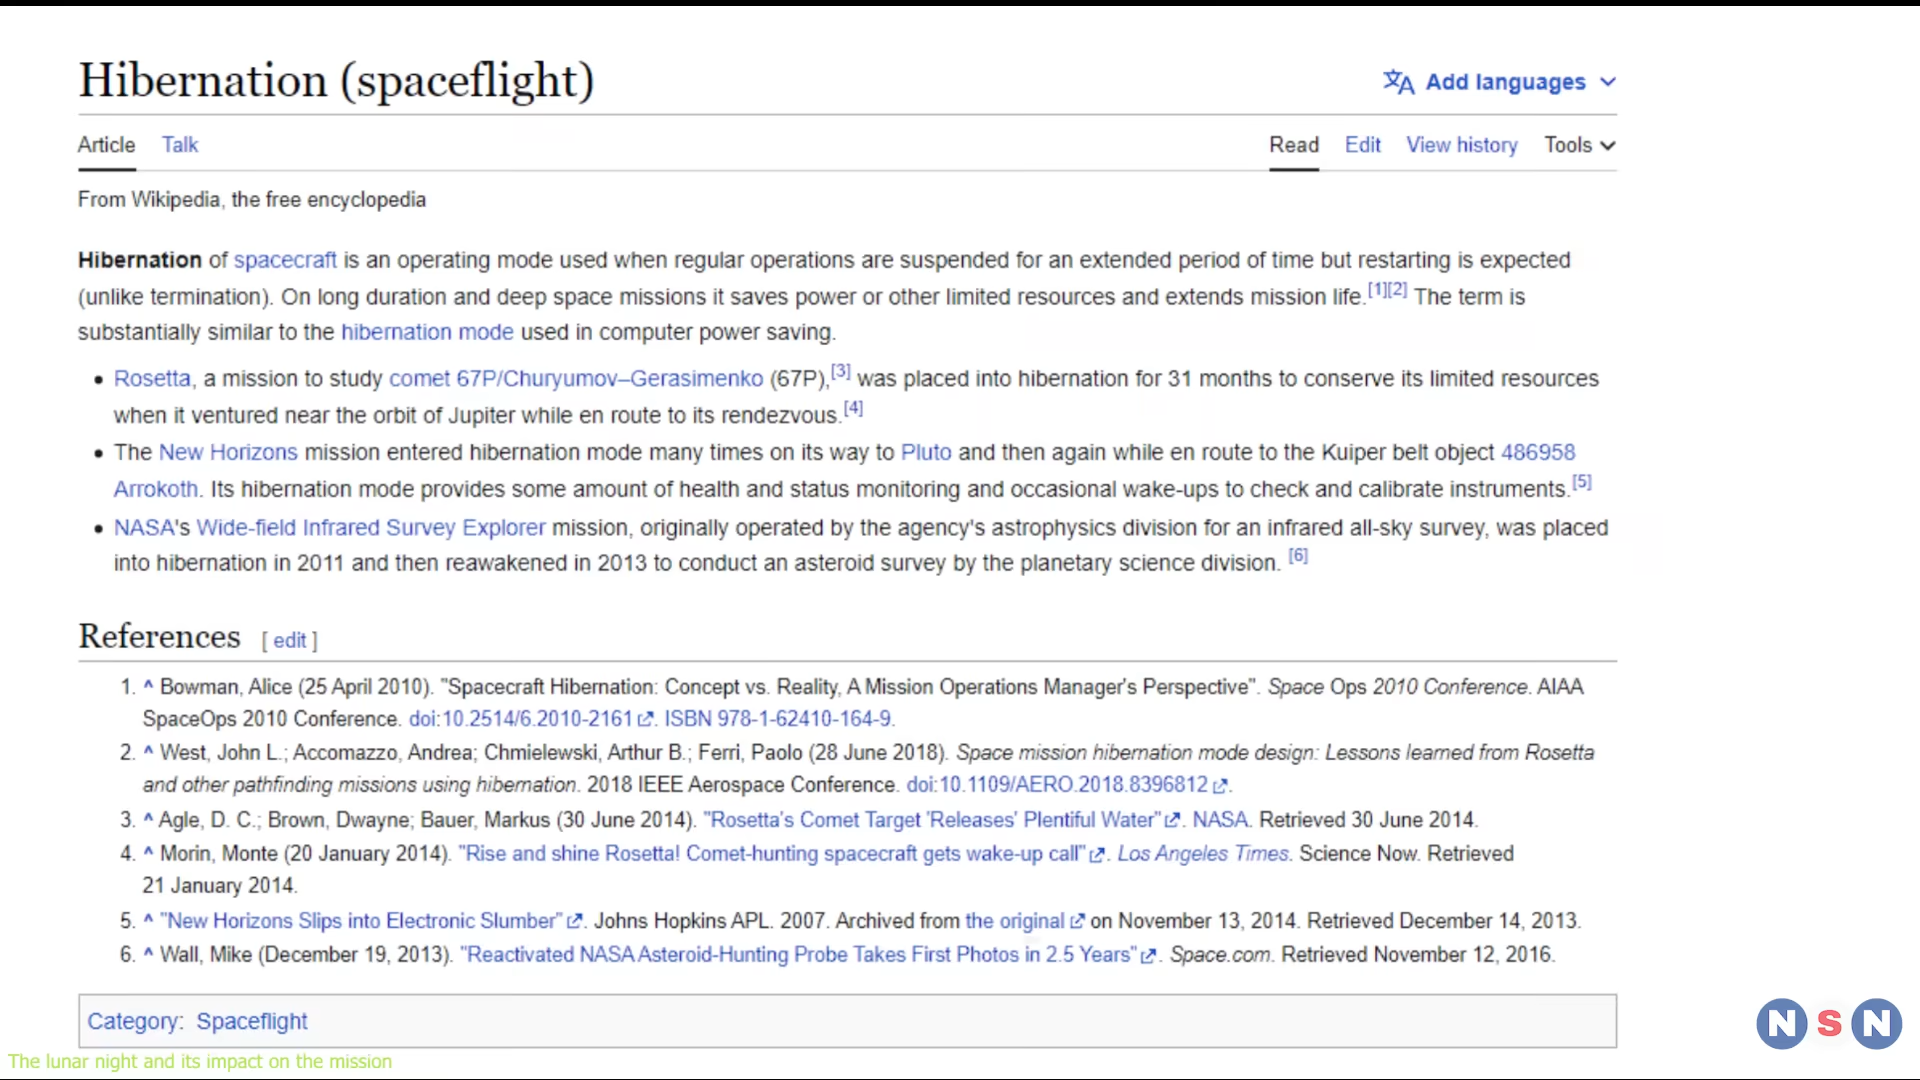 Hibernation (spaceflight)
Add languages
Article Talk Read Edit View history Tools
From Wikipedia, the free encyclopedia
Hibernation of spacecraft is an operating mode used when regular operations are suspended for an extended period of time but restarting is expected
(unlike termination). On long duration and deep space missions it saves power or other limited resources and extends mission life.[1][2] The term is
substantially similar to the hibernation mode used in computer power saving.
• Rosetta, a mission to study comet 67P/Churyumov–Gerasimenko (67P),[3] was placed into hibernation for 31 months to conserve its limited resources
when it ventured near the orbit of Jupiter while en route to its rendezvous.[4]
• The New Horizons mission entered hibernation mode many times on its way to Pluto and then again while en route to the Kuiper belt object 486958
Arrokoth. Its hibernation mode provides some amount of health and status monitoring and occasional wake-ups to check and calibrate instruments.[5]
• NASA's Wide-field Infrared Survey Explorer mission, originally operated by the agency's astrophysics division for an infrared all-sky survey, was placed
into hibernation in 2011 and then reawakened in 2013 to conduct an asteroid survey by the planetary science division. [6]
References [ edit ]
1. ^ Bowman, Alice (25 April 2010). "Spacecraft Hibernation: Concept vs. Reality, A Mission Operations Manager's Perspective". Space Ops 2010 Conference. AIAA
SpaceOps 2010 Conference. doi:10.2514/6.2010-2161. ISBN 978-1-62410-164-9.
2. ^ West, John L.; Accomazzo, Andrea; Chmielewski, Arthur B.; Ferri, Paolo (28 June 2018). Space mission hibernation mode design: Lessons learned from Rosetta
and other pathfinding missions using hibernation. 2018 IEEE Aerospace Conference. doi:10.1109/AERO.2018.8396812.
3. ^ Agle, D. C.; Brown, Dwayne; Bauer, Markus (30 June 2014). "Rosetta's Comet Target 'Releases' Plentiful Water". NASA. Retrieved 30 June 2014.
4. ^ Morin, Monte (20 January 2014). "Rise and shine Rosetta! Comet-hunting spacecraft gets wake-up call". Los Angeles Times. Science Now. Retrieved
21 January 2014.
5. ^ "New Horizons Slips into Electronic Slumber". Johns Hopkins APL. 2007. Archived from the original on November 13, 2014. Retrieved December 14, 2013.
6. ^ Wall, Mike (December 19, 2013). "Reactivated NASA Asteroid-Hunting Probe Takes First Photos in 2.5 Years". Space.com. Retrieved November 12, 2016.
Category: Spaceflight
N S N
The lunar night and its impact on the mission